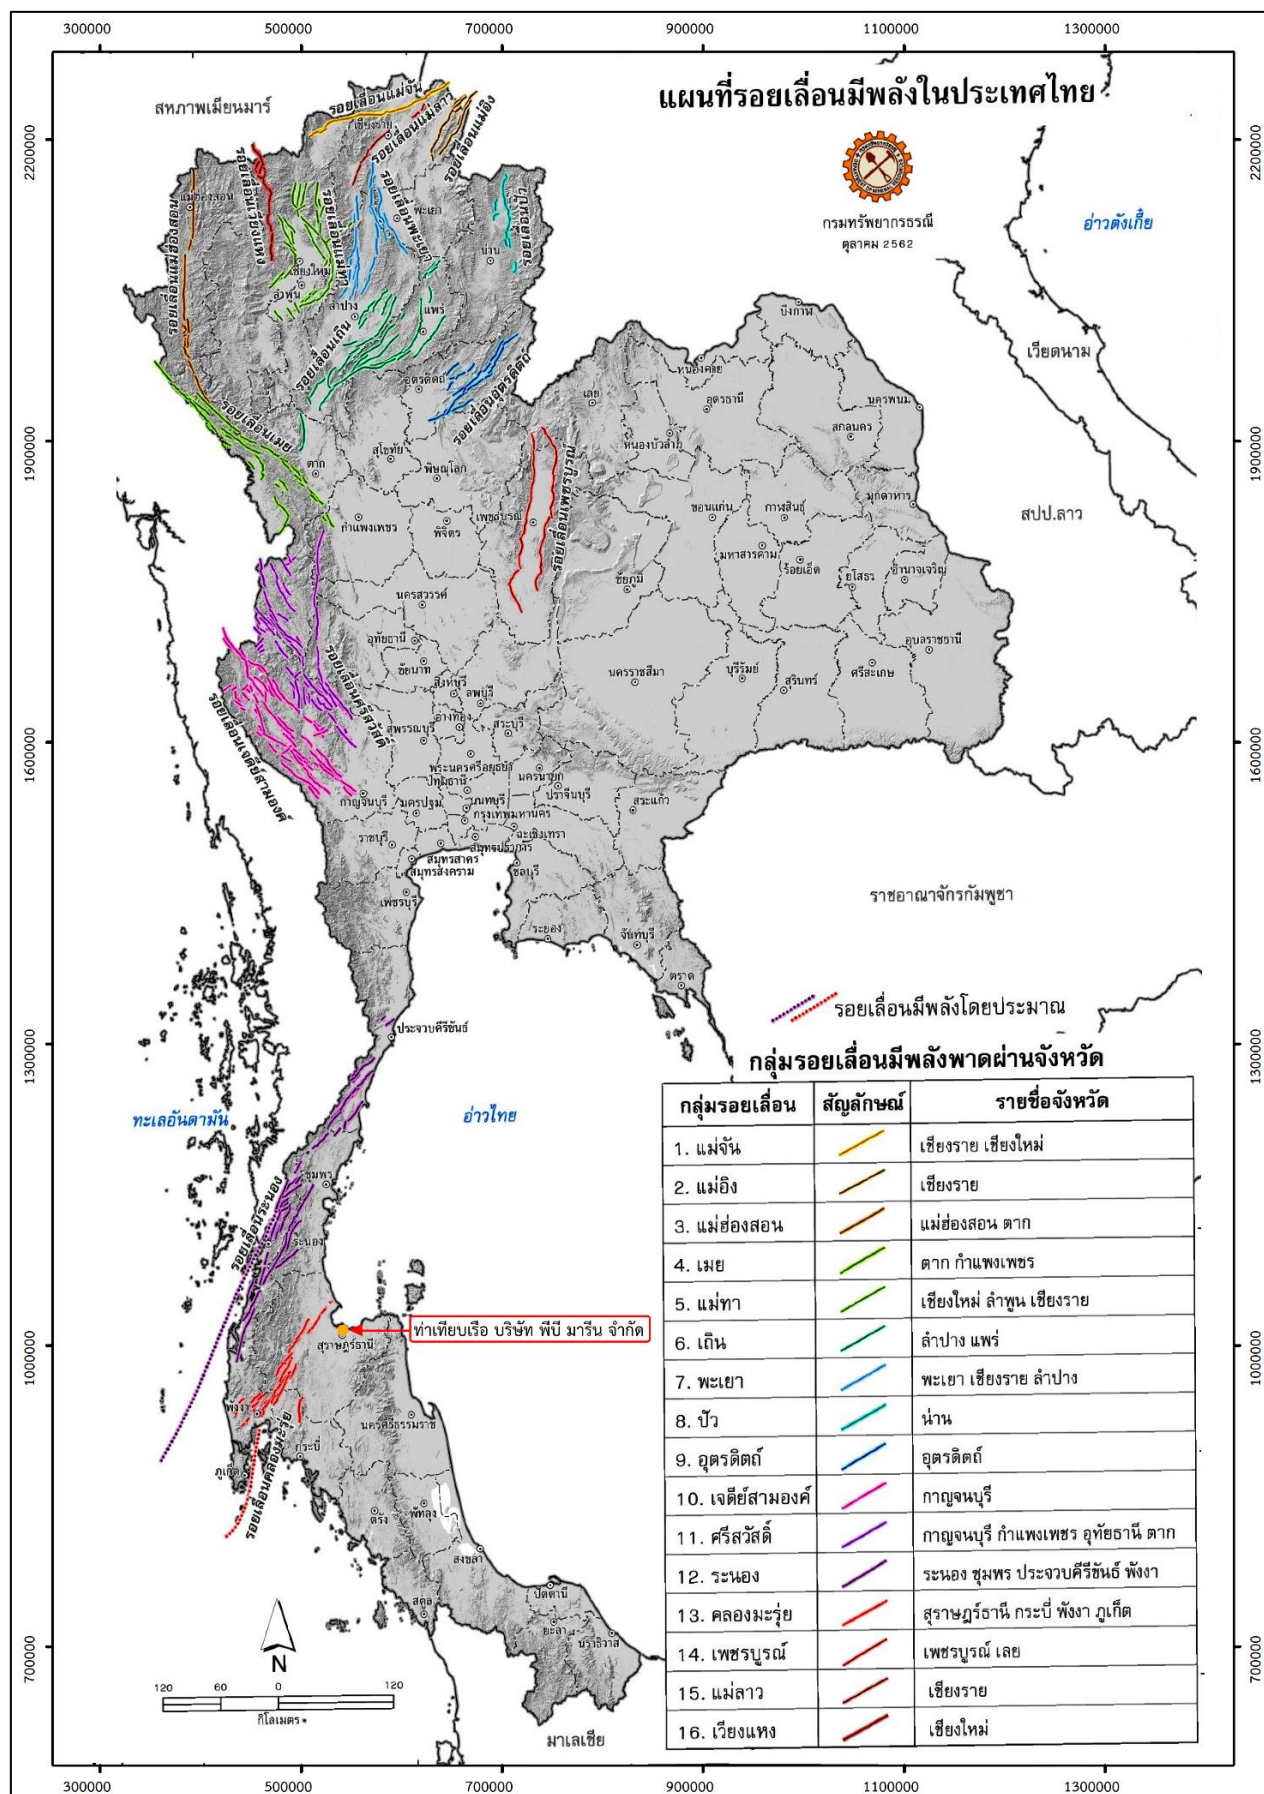 300000 500000 700000 900000 1100000 1300000
แผนที่รอยเลื่อนมีพลังในประเทศไทย
กรมทรัพยากรธรณี
ตุลาคม 2562
สหภาพเมียนมาร์
อ่าวตังเกี๋ย
เวียดนาม
สปป.ลาว
ราชอาณาจักรกัมพูชา
ทะเลอันดามัน
อ่าวไทย
มาเลเซีย
2200000
1900000
1600000
1300000
1000000
700000
2200000
1900000
1600000
1300000
1000000
700000
รอยเลื่อนแม่จัน
รอยเลื่อนแม่ลาว
รอยเลื่อนแม่อิง
รอยเลื่อนเวียงแหง
รอยเลื่อนแม่ฮ่องสอน
รอยเลื่อนแม่ทา
รอยเลื่อนพะเยา
รอยเลื่อนปัว
รอยเลื่อนเถิน
รอยเลื่อนอุตรดิตถ์
รอยเลื่อนเมย
รอยเลื่อนเพชรบูรณ์
รอยเลื่อนศรีสวัสดิ์
รอยเลื่อนเจดีย์สามองค์
รอยเลื่อนระนอง
รอยเลื่อนคลองมะรุ่ย
เชียงราย
แม่ฮ่องสอน
พะเยา
น่าน
เชียงใหม่
ลำพูน
ลำปาง
แพร่
อุตรดิตถ์
ตาก
สุโขทัย
พิษณุโลก
กำแพงเพชร
พิจิตร
เพชรบูรณ์
เลย
หนองคาย
บึงกาฬ
อุดรธานี
หนองบัวลำภู
นครพนม
สกลนคร
มุกดาหาร
ขอนแก่น
กาฬสินธุ์
มหาสารคาม
ร้อยเอ็ด
ยโสธร
อำนาจเจริญ
ชัยภูมิ
นครสวรรค์
อุทัยธานี
ชัยนาท
สิงห์บุรี
ลพบุรี
อ่างทอง
สระบุรี
สุพรรณบุรี
นครราชสีมา
บุรีรัมย์
สุรินทร์
ศรีสะเกษ
อุบลราชธานี
พระนครศรีอยุธยา
ปทุมธานี
นครนายก
ปราจีนบุรี
สระแก้ว
กาญจนบุรี
นครปฐม
นนทบุรี
กรุงเทพมหานคร
ฉะเชิงเทรา
ราชบุรี
สมุทรปราการ
สมุทรสาคร
สมุทรสงคราม
ชลบุรี
เพชรบุรี
ระยอง
จันทบุรี
ตราด
ประจวบคีรีขันธ์
ชุมพร
ระนอง
สุราษฎร์ธานี
ท่าเทียบเรือ บริษัท พีบี มารีน จำกัด
พังงา
ภูเก็ต
กระบี่
นครศรีธรรมราช
ตรัง
พัทลุง
สงขลา
สตูล
ปัตตานี
ยะลา
นราธิวาส
รอยเลื่อนมีพลังโดยประมาณ
กลุ่มรอยเลื่อนมีพลังพาดผ่านจังหวัด
กลุ่มรอยเลื่อน สัญลักษณ์ รายชื่อจังหวัด
1. แม่จัน เชียงราย เชียงใหม่
2. แม่อิง เชียงราย
3. แม่ฮ่องสอน แม่ฮ่องสอน ตาก
4. เมย ตาก กำแพงเพชร
5. แม่ทา เชียงใหม่ ลำพูน เชียงราย
6. เถิน ลำปาง แพร่
7. พะเยา พะเยา เชียงราย ลำปาง
8. ปัว น่าน
9. อุตรดิตถ์ อุตรดิตถ์
10. เจดีย์สามองค์ กาญจนบุรี
11. ศรีสวัสดิ์ กาญจนบุรี กำแพงเพชร อุทัยธานี ตาก
12. ระนอง ระนอง ชุมพร ประจวบคีรีขันธ์ พังงา
13. คลองมะรุ่ย สุราษฎร์ธานี กระบี่ พังงา ภูเก็ต
14. เพชรบูรณ์ เพชรบูรณ์ เลย
15. แม่ลาว เชียงราย
16. เวียงแหง เชียงใหม่
N
120 60 0 120
กิโลเมตร
300000 500000 700000 900000 1100000 1300000